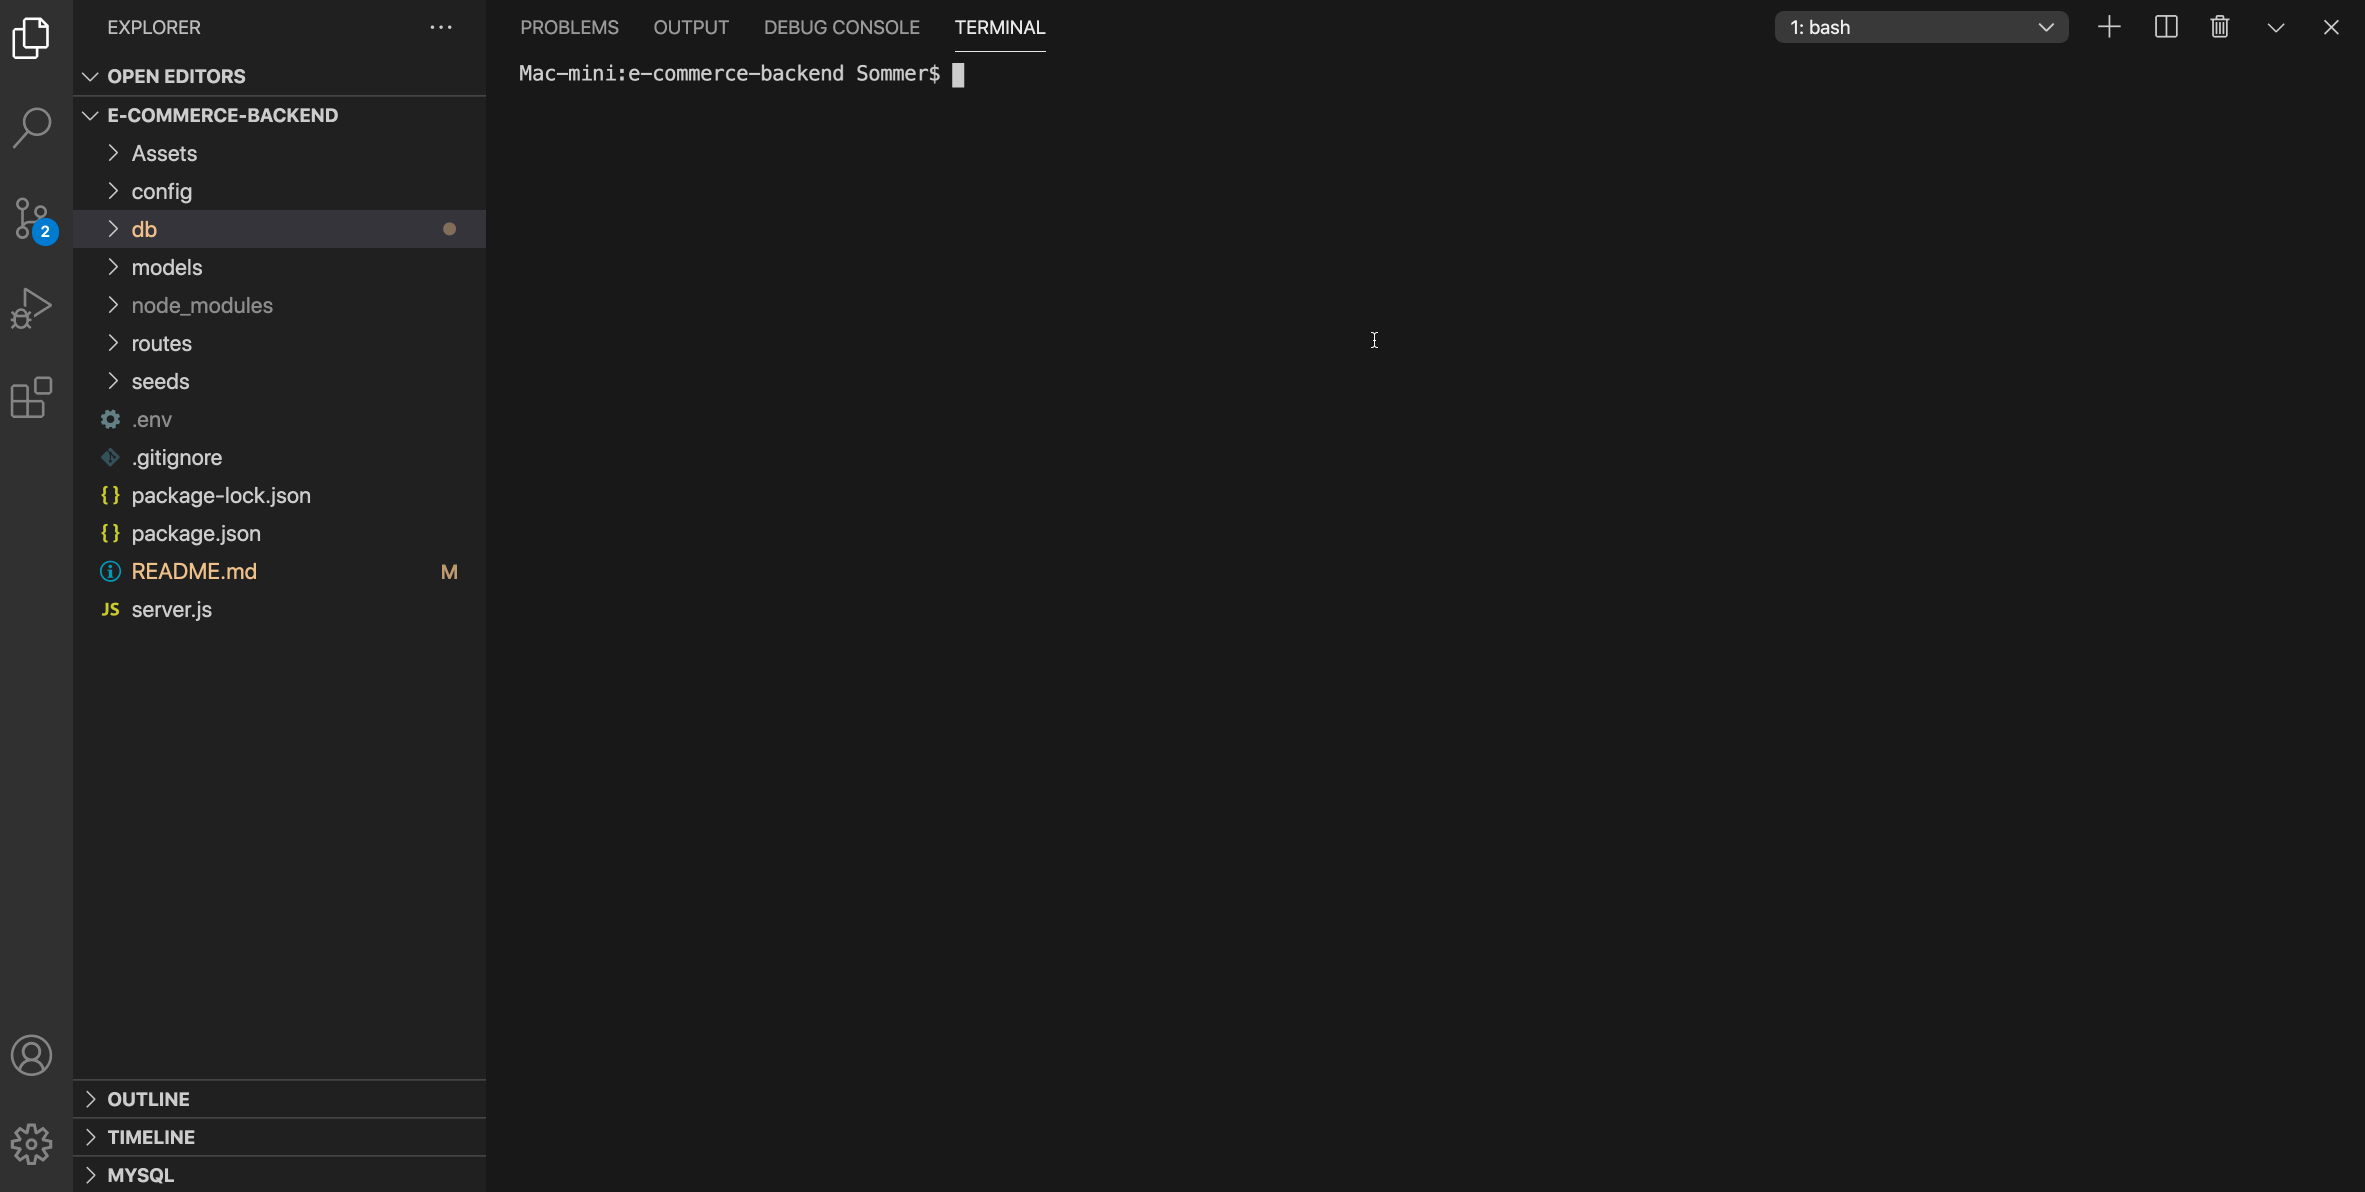 EXPLORER
OPEN EDITORS
E-COMMERCE-BACKEND
Assets
config
db
models
node_modules
routes
seeds
.env
.gitignore
{} package-lock.json
{} package.json
README.md M
JS server.js
2
OUTLINE
TIMELINE
MYSQL
PROBLEMS OUTPUT DEBUG CONSOLE TERMINAL
1: bash
Mac-mini:e-commerce-backend Sommer$